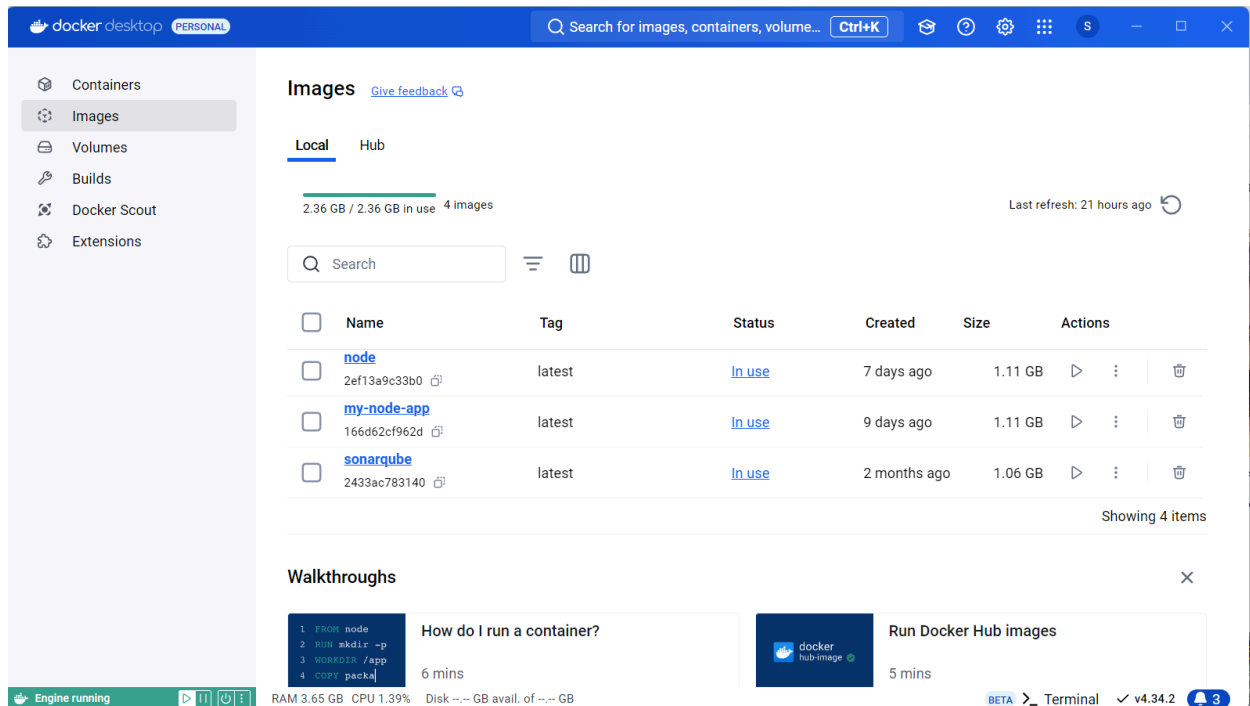 docker desktop PERSONAL
Search for images, containers, volume... Ctrl+K
S
Containers
Images
Volumes
Builds
Docker Scout
Extensions
Images Give feedback
Local Hub
2.36 GB / 2.36 GB in use 4 images
Last refresh: 21 hours ago
Search
Name Tag Status Created Size Actions
node
2ef13a9c33b0
latest In use 7 days ago 1.11 GB
my-node-app
166d62cf962d
latest In use 9 days ago 1.11 GB
sonarqube
2433ac783140
latest In use 2 months ago 1.06 GB
Showing 4 items
Walkthroughs
1 FROM node
2 RUN mkdir -p
3 WORKDIR /app
4 COPY packa
How do I run a container?
6 mins
docker
hub-image
Run Docker Hub images
5 mins
Engine running
RAM 3.65 GB CPU 1.39% Disk --.-- GB avail. of --.-- GB
BETA Terminal v4.34.2 3